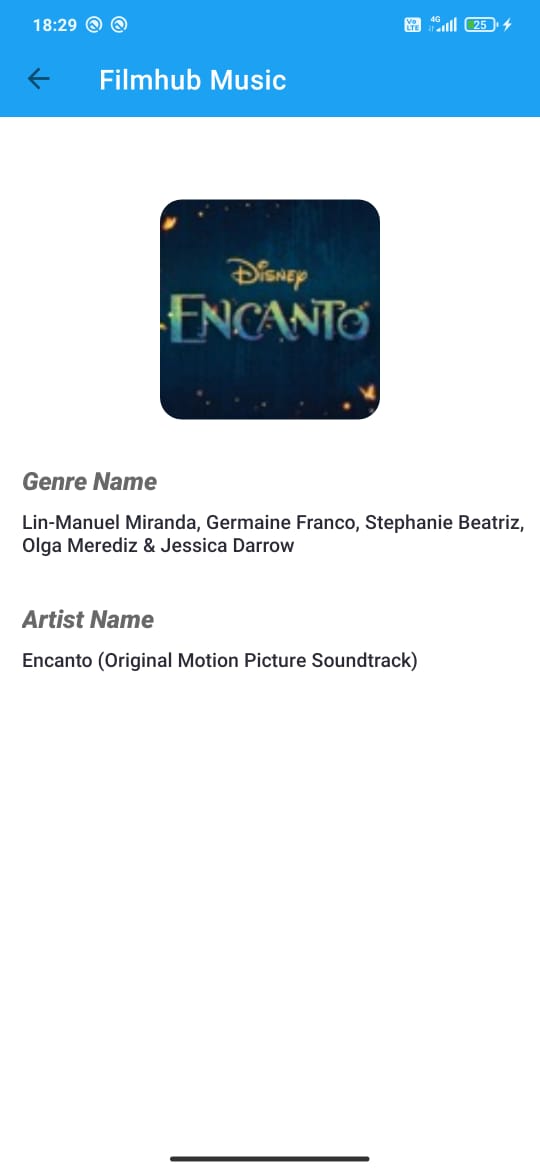 18:29
Vo LTE 4G 25
Filmhub Music
Disney
ENCANTO
Genre Name
Lin-Manuel Miranda, Germaine Franco, Stephanie Beatriz,
Olga Merediz & Jessica Darrow
Artist Name
Encanto (Original Motion Picture Soundtrack)